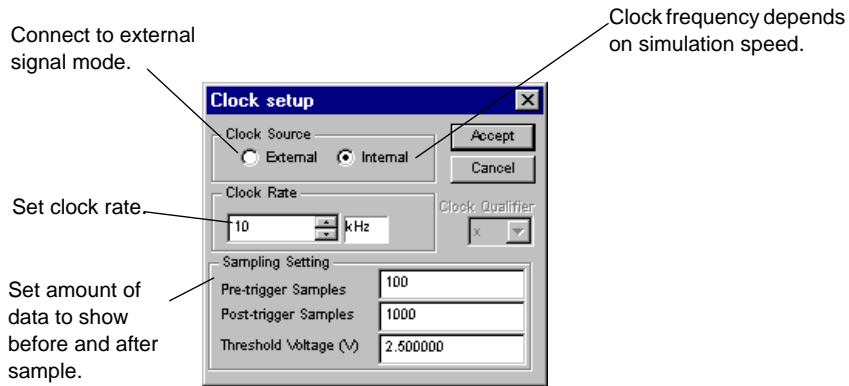 Clock frequency depends
on simulation speed.
Connect to external
signal mode.
Clock setup
Clock Source
External Internal
Accept
Cancel
Set clock rate.
Clock Rate
10 kHz
Clock Qualifier
x
Set amount of
data to show
before and after
sample.
Sampling Setting
Pre-trigger Samples 100
Post-trigger Samples 1000
Threshold Voltage (V) 2.500000